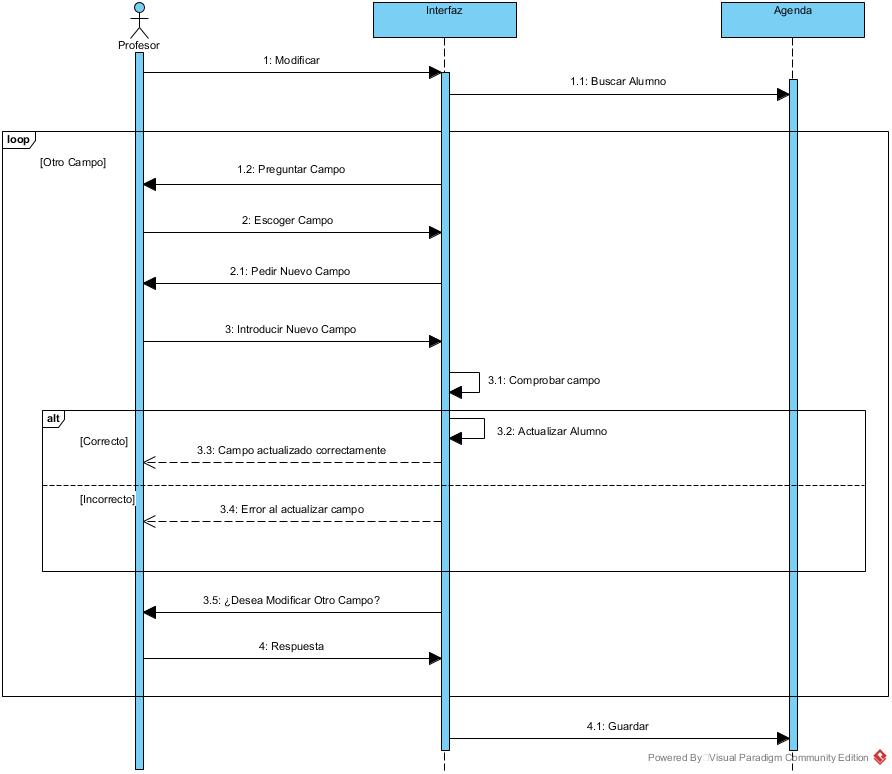 Interfaz
Agenda
Profesor
1: Modificar
1.1: Buscar Alumno
loop
[Otro Campo]
1.2: Preguntar Campo
2: Escoger Campo
2.1: Pedir Nuevo Campo
3: Introducir Nuevo Campo
3.1: Comprobar campo
alt
3.2: Actualizar Alumno
[Correcto]
3.3: Campo actualizado correctamente
[Incorrecto]
3.4: Error al actualizar campo
3.5: ¿Desea Modificar Otro Campo?
4: Respuesta
4.1: Guardar
Powered By Visual Paradigm Community Edition